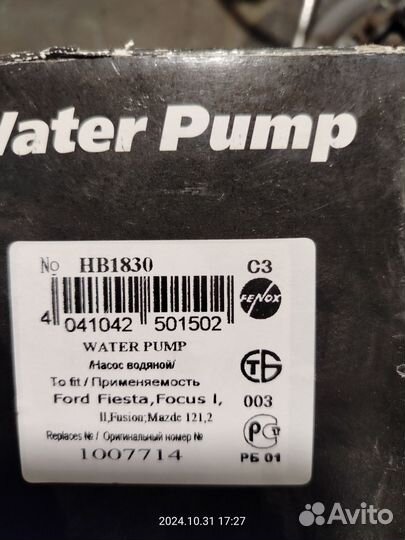 Water Pump
№ HB1830 C3
FENOX
4 041042 501502
WATER PUMP
/Насос водяной/
To fit / Применяемость
Ford Fiesta,Focus I,
II,Fusion;Mazde 121,2
003
Replaces № / Оригинальный номер №
1007714
РБ 01
2024.10.31 17:27
Avito